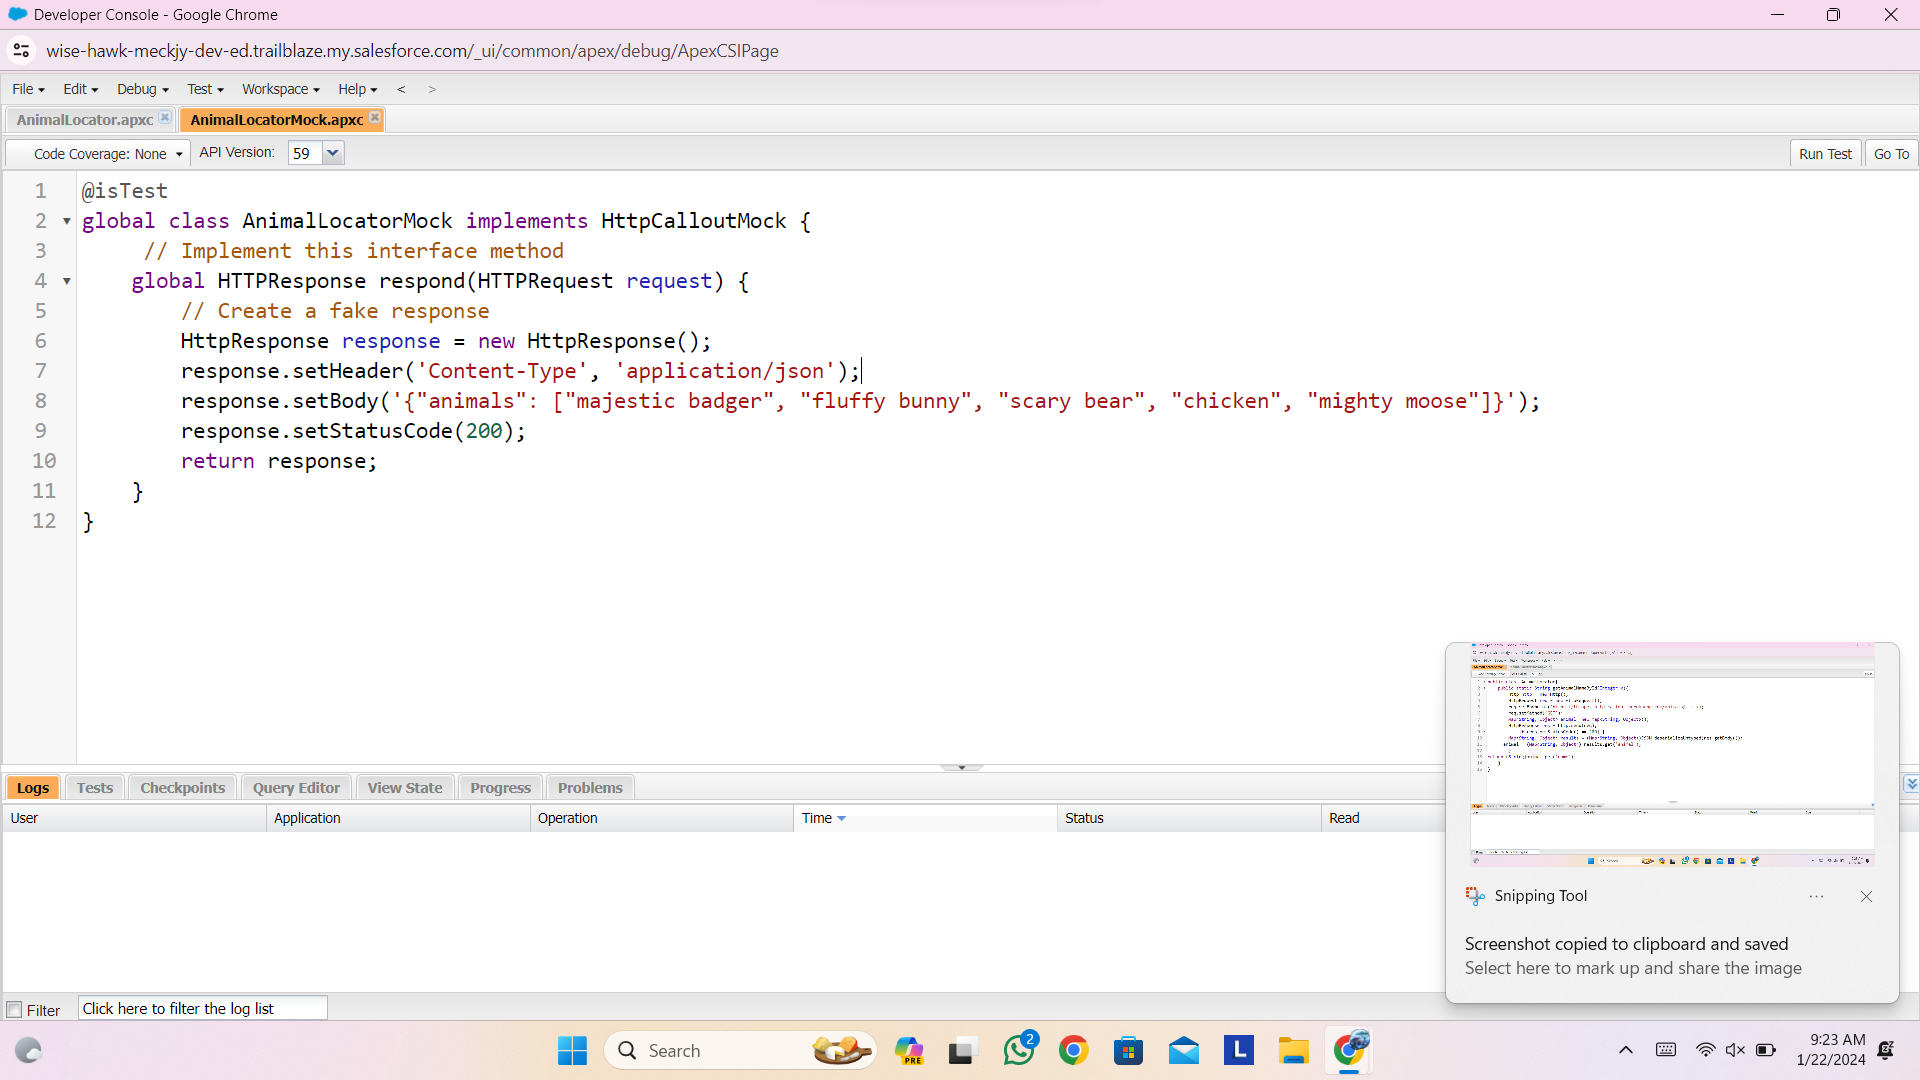 Developer Console - Google Chrome
wise-hawk-meckjy-dev-ed.trailblaze.my.salesforce.com/_ui/common/apex/debug/ApexCSIPage
File Edit Debug Test Workspace Help < >
AnimalLocator.apxc AnimalLocatorMock.apxc
Code Coverage: None API Version: 59 Run Test Go To
1 @isTest
2 global class AnimalLocatorMock implements HttpCalloutMock {
3 // Implement this interface method
4 global HTTPResponse respond(HTTPRequest request) {
5 // Create a fake response
6 HttpResponse response = new HttpResponse();
7 response.setHeader('Content-Type', 'application/json');
8 response.setBody('{"animals": ["majestic badger", "fluffy bunny", "scary bear", "chicken", "mighty moose"]}');
9 response.setStatusCode(200);
10 return response;
11 }
12 }
Logs Tests Checkpoints Query Editor View State Progress Problems
User Application Operation Time Status Read
Snipping Tool
Screenshot copied to clipboard and saved
Select here to mark up and share the image
Filter Click here to filter the log list
Search PRE 2 L
9:23 AM
1/22/2024